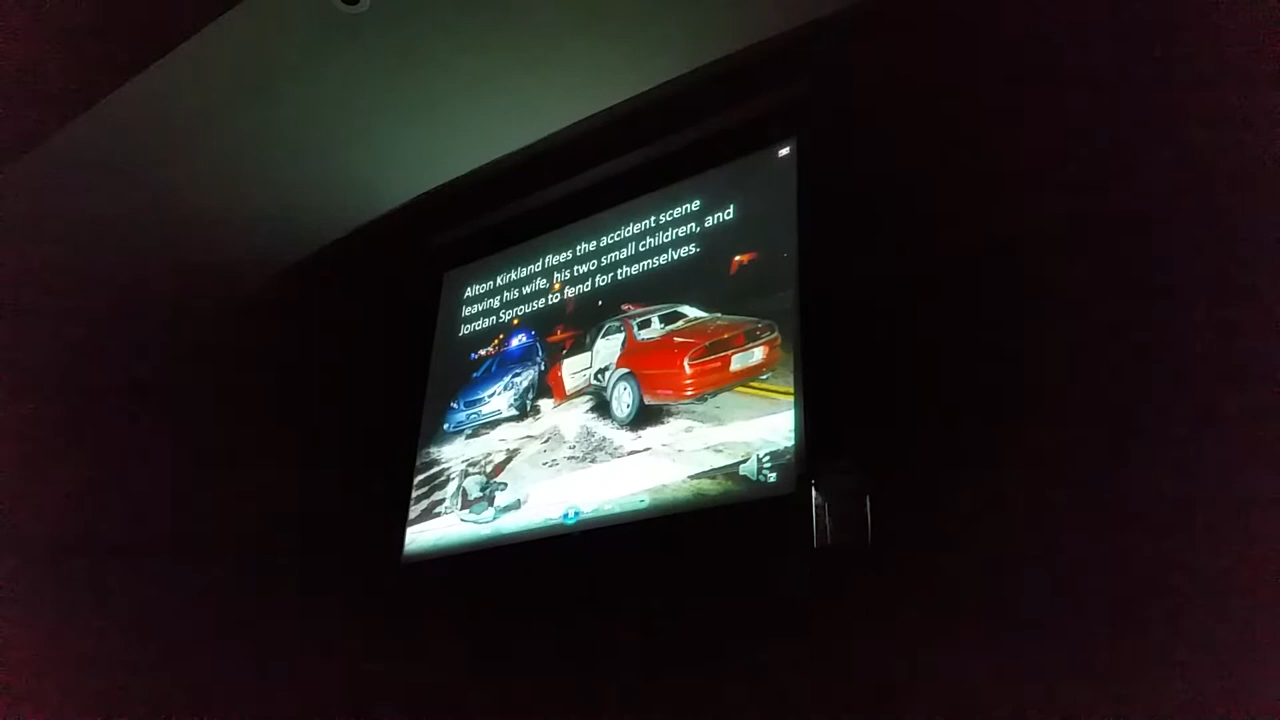 Alton Kirkland flees the accident scene
leaving his wife, his two small children, and
Jordan Sprouse to fend for themselves.